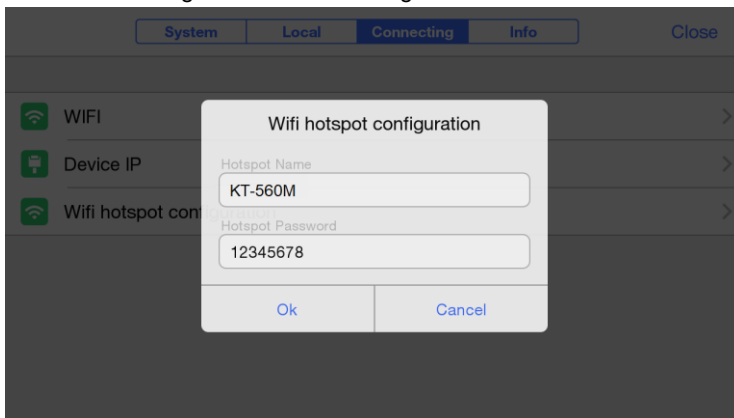 System Local Connecting Info Close
WIFI
Device IP
Wifi hotspot configuration
Wifi hotspot configuration
Hotspot Name
KT-560M
Hotspot Password
12345678
Ok Cancel